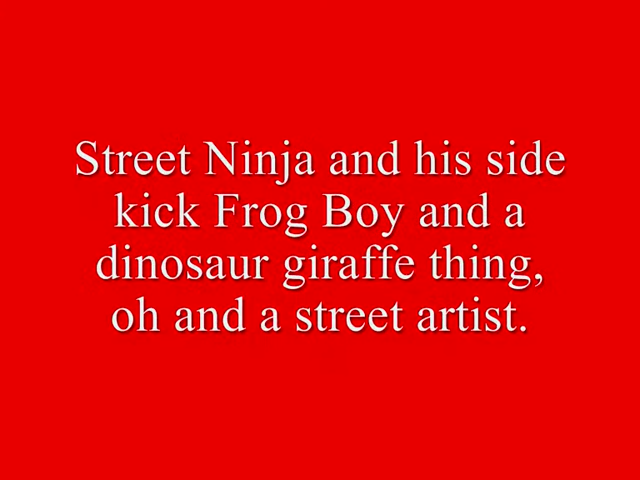 Street Ninja and his side
kick Frog Boy and a
dinosaur giraffe thing,
oh and a street artist.